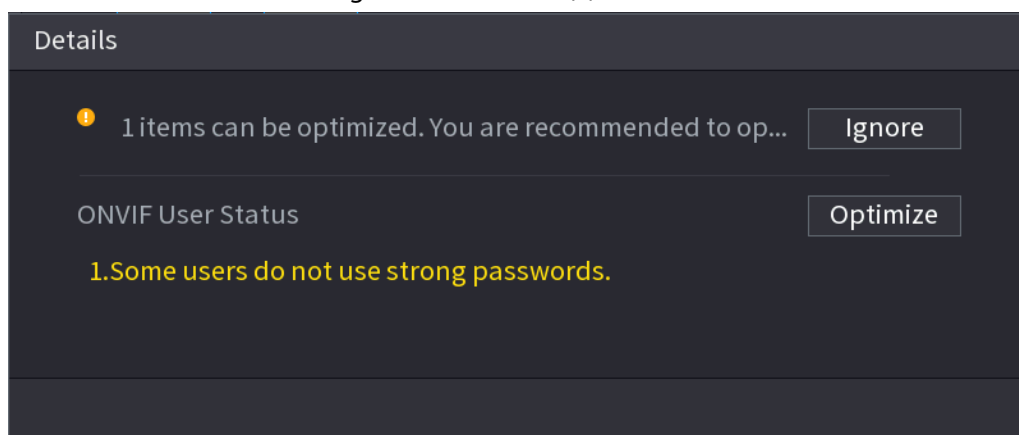 Details
1 items can be optimized. You are recommended to op...
Ignore
ONVIF User Status
Optimize
1.Some users do not use strong passwords.